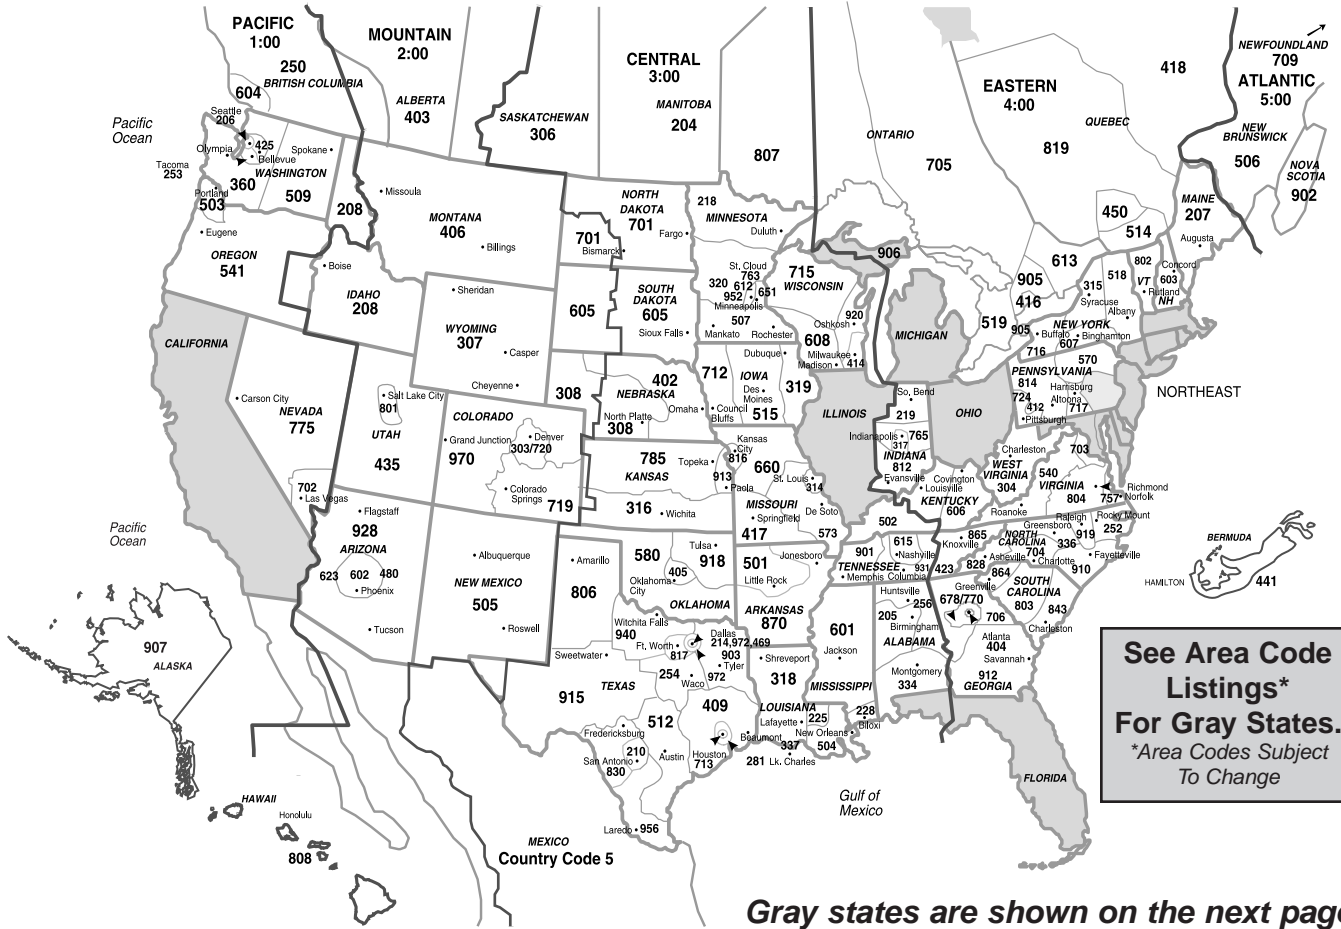 PACIFIC
1:00
250
BRITISH COLUMBIA
604
MOUNTAIN
2:00
ALBERTA
403
SASKATCHEWAN
306
CENTRAL
3:00
MANITOBA
204
807
ONTARIO
705
EASTERN
4:00
QUEBEC
819
418
NEWFOUNDLAND
709
ATLANTIC
5:00
NEW
BRUNSWICK
506
NOVA
SCOTIA
902
450
514
613
905
416
519
905
Pacific
Ocean
Seattle
206
425
Olympia
Bellevue
Spokane
Tacoma
253
WASHINGTON
360
509
Portland
503
Eugene
OREGON
541
208
Boise
IDAHO
208
Missoula
MONTANA
406
Billings
Sheridan
WYOMING
307
Casper
Cheyenne
NORTH
DAKOTA
701
701
Fargo
Bismarck
605
SOUTH
DAKOTA
605
Sioux Falls
218
MINNESOTA
Duluth
St. Cloud
763
320
612
651
952
Minneapolis
507
Mankato
Rochester
715
WISCONSIN
920
Oshkosh
608
Milwaukee
Madison
414
906
MICHIGAN
CALIFORNIA
Carson City
NEVADA
775
702
Las Vegas
Salt Lake City
801
UTAH
435
COLORADO
Grand Junction
970
Denver
303/720
Colorado
Springs
719
308
402
NEBRASKA
North Platte
308
Omaha
712
IOWA
Dubuque
Des
Moines
319
Council
Bluffs
515
785
KANSAS
Topeka
913
Paola
316
Wichita
Kansas
City
816
660
St. Louis
314
MISSOURI
De Soto
Springfield
417
573
ILLINOIS
So. Bend
219
Indianapolis
765
317
INDIANA
812
Evansville
OHIO
Covington
Louisville
KENTUCKY
606
502
WEST
VIRGINIA
304
Charleston
703
540
VIRGINIA
804
757
Richmond
Norfolk
Roanoke
PENNSYLVANIA
814
570
Harrisburg
Altoona
724
412
717
Pittsburgh
NORTHEAST
315
518
Syracuse
Albany
NEW YORK
Buffalo
Binghamton
607
716
802
VT
Rutland
Concord
603
NH
MAINE
207
Augusta
Pacific
Ocean
Flagstaff
928
ARIZONA
623
602
480
Phoenix
Tucson
Albuquerque
NEW MEXICO
505
Roswell
Amarillo
806
580
Tulsa
918
405
Oklahoma
City
OKLAHOMA
501
Jonesboro
Little Rock
ARKANSAS
870
901
615
Nashville
TENNESSEE
931
Memphis
Columbia
423
865
Knoxville
Asheville
828
NORTH
CAROLINA
704
Charlotte
Greensboro
336
Raleigh
919
Rocky Mount
252
Fayetteville
910
864
Greenville
SOUTH
CAROLINA
803
843
Charleston
678/770
706
Atlanta
404
Savannah
912
GEORGIA
Huntsville
256
205
Birmingham
ALABAMA
Montgomery
334
601
Jackson
MISSISSIPPI
228
Biloxi
Shreveport
318
LOUISIANA
Lafayette
225
New Orleans
504
337
Lk. Charles
Witchita Falls
940
Ft. Worth
817
Dallas
214,972,469
903
Tyler
972
Sweetwater
254
Waco
TEXAS
915
512
409
Fredericksburg
210
San Antonio
830
Austin
Houston
713
Beaumont
281
Laredo
956
Gulf of
Mexico
FLORIDA
BERMUDA
HAMILTON
441
907
ALASKA
HAWAII
Honolulu
808
MEXICO
Country Code 5
See Area Code
Listings*
For Gray States.
*Area Codes Subject
To Change
Gray states are shown on the next page